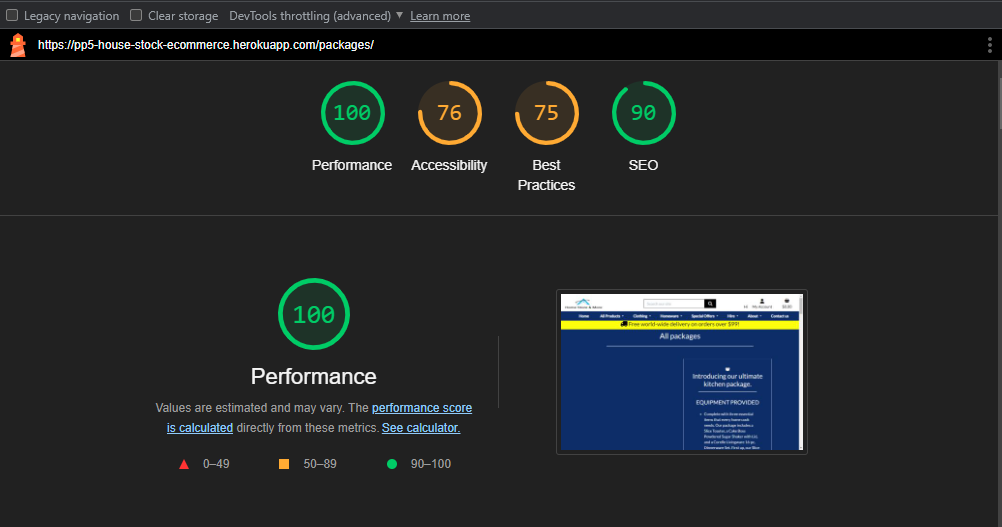 Legacy navigation Clear storage DevTools throttling (advanced) ▼ Learn more
https://pp5-house-stock-ecommerce.herokuapp.com/packages/
100 76 75 90
Performance Accessibility Best Practices SEO
100
Performance
Values are estimated and may vary. The performance score
is calculated directly from these metrics. See calculator.
0–49 50–89 90–100
Home All Products Clothing Homeware Special Offers Hire About Contact us
Free world-wide delivery on orders over $99!
All packages
Introducing our ultimate
kitchen package.
EQUIPMENT PROVIDED: